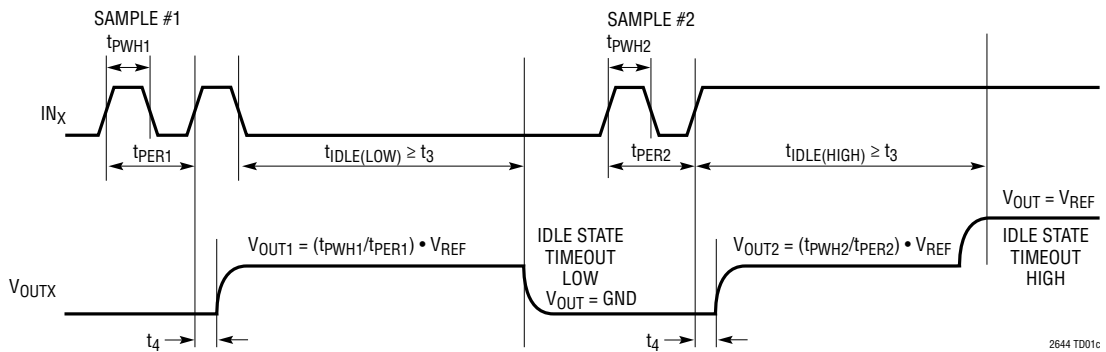 SAMPLE #1
SAMPLE #2
tPWH1
tPWH2
INX
tPER1
tIDLE(LOW) ≥ t3
tPER2
tIDLE(HIGH) ≥ t3
VOUT = VREF
VOUT1 = (tPWH1/tPER1) • VREF
IDLE STATE
TIMEOUT
LOW
VOUT = GND
VOUT2 = (tPWH2/tPER2) • VREF
IDLE STATE
TIMEOUT
HIGH
VOUTX
t4
t4
2644 TD01c